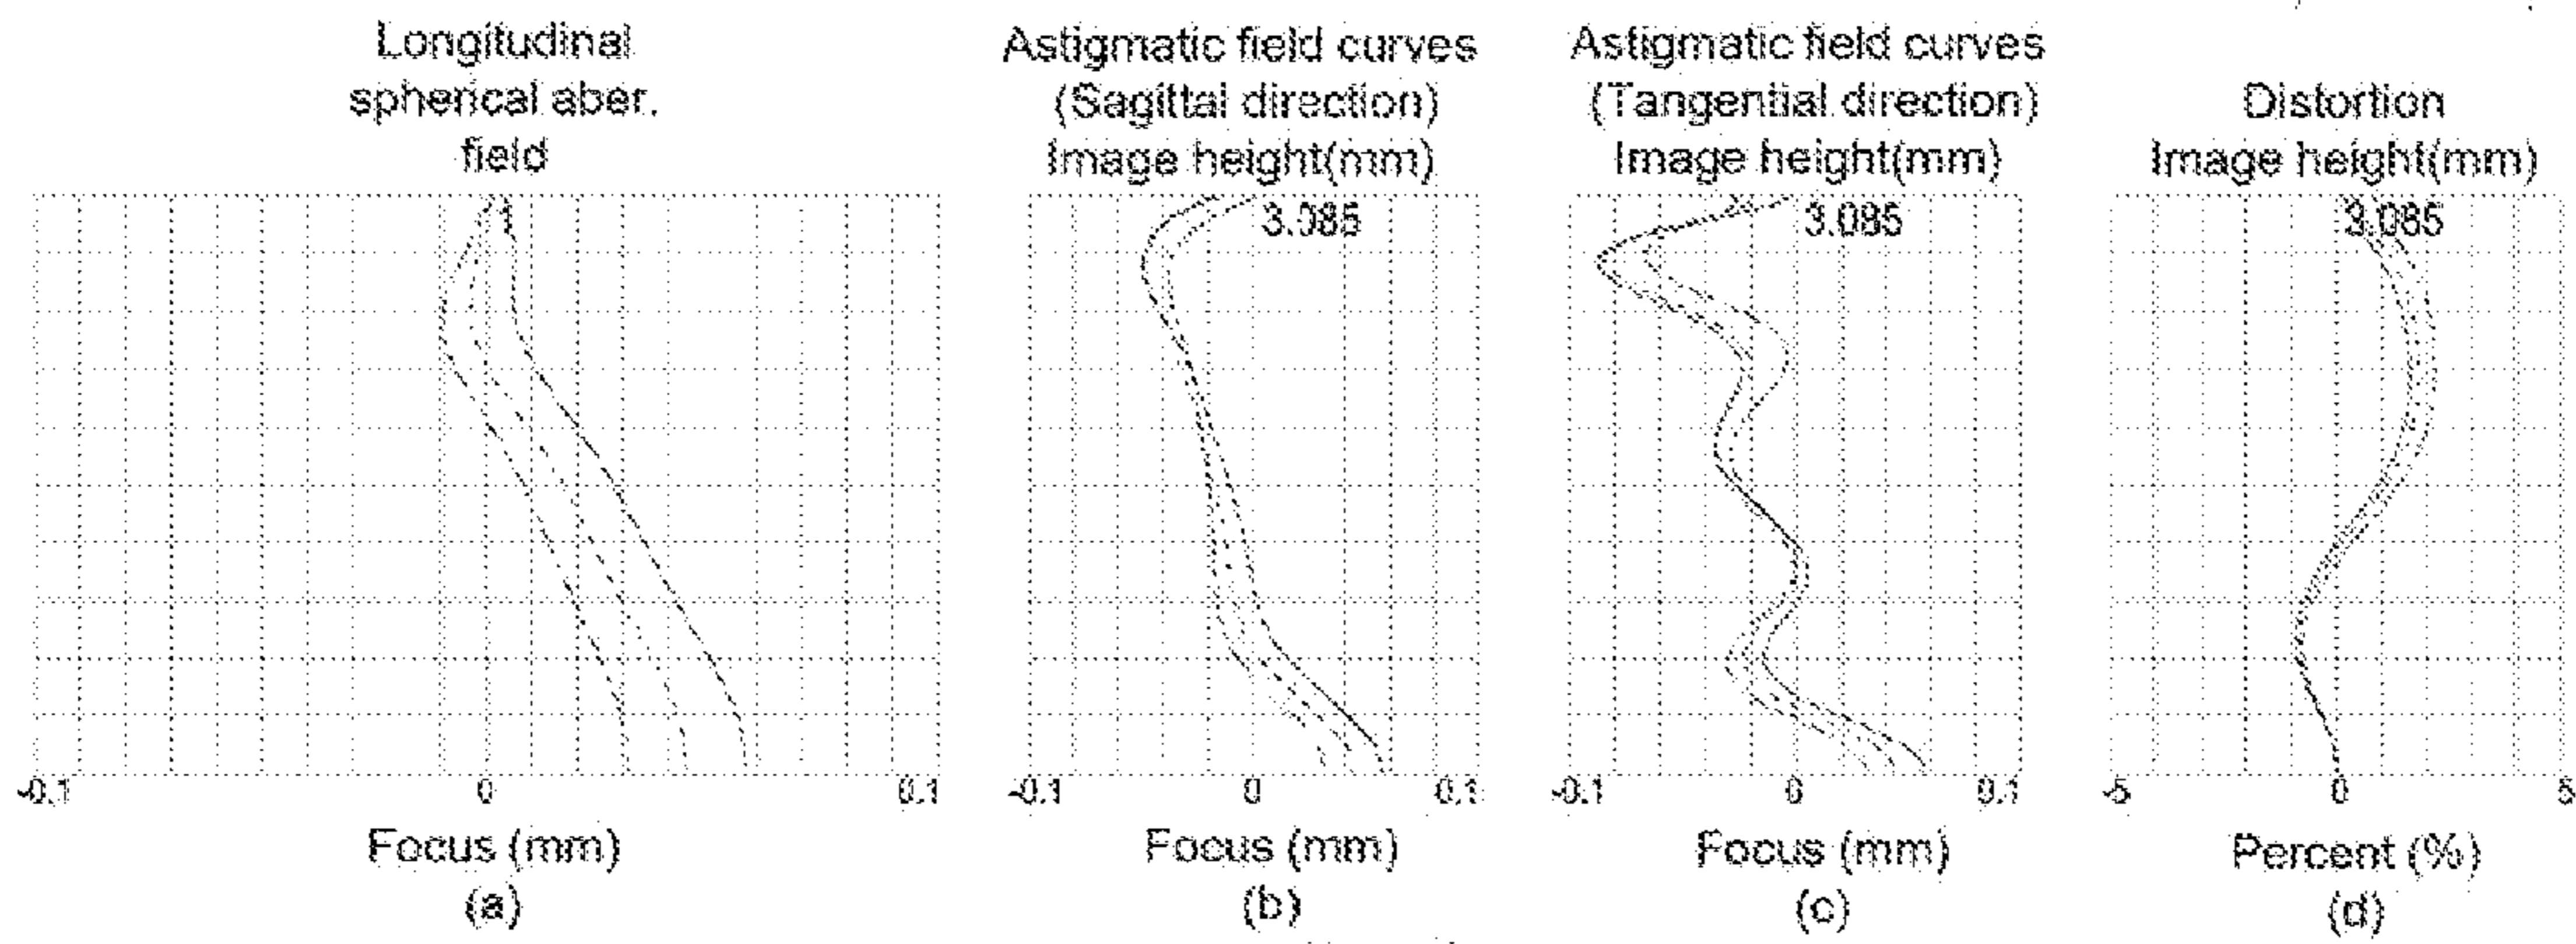 Longitudinal
spherical aber.
field
1
-0.1 0 0.1
Focus (mm)
(a)
Astigmatic field curves
(Sagittal direction)
Image height(mm)
3.085
-0.1 0 0.1
Focus (mm)
(b)
Astigmatic field curves
(Tangential direction)
Image height(mm)
3.085
-0.1 0 0.1
Focus (mm)
(c)
Distortion
Image height(mm)
3.085
-5 0 5
Percent (%)
(d)